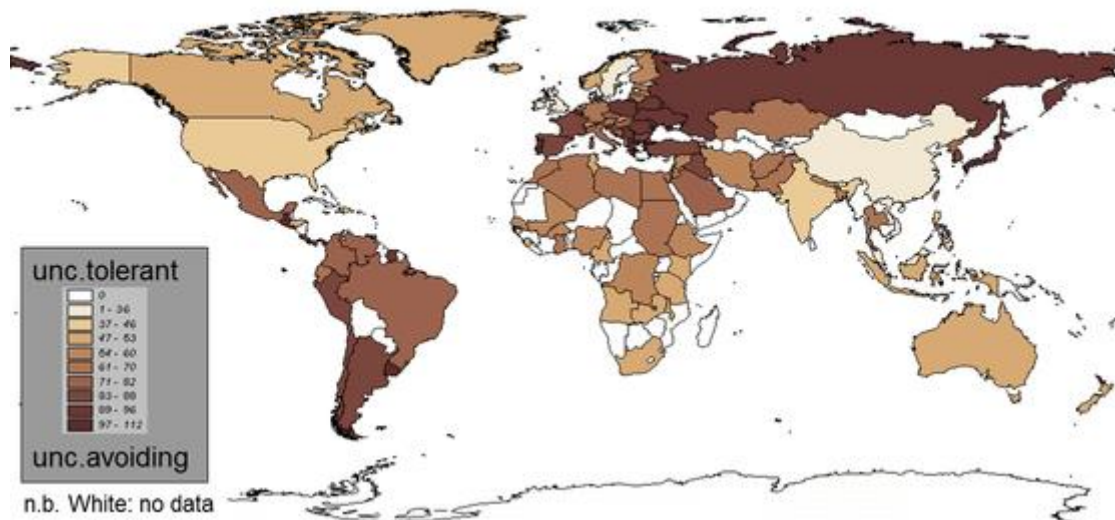 unc.tolerant
0
1 - 36
37 - 46
47 - 53
54 - 60
61 - 70
71 - 82
83 - 88
89 - 96
97 - 112
unc.avoiding
n.b. White: no data